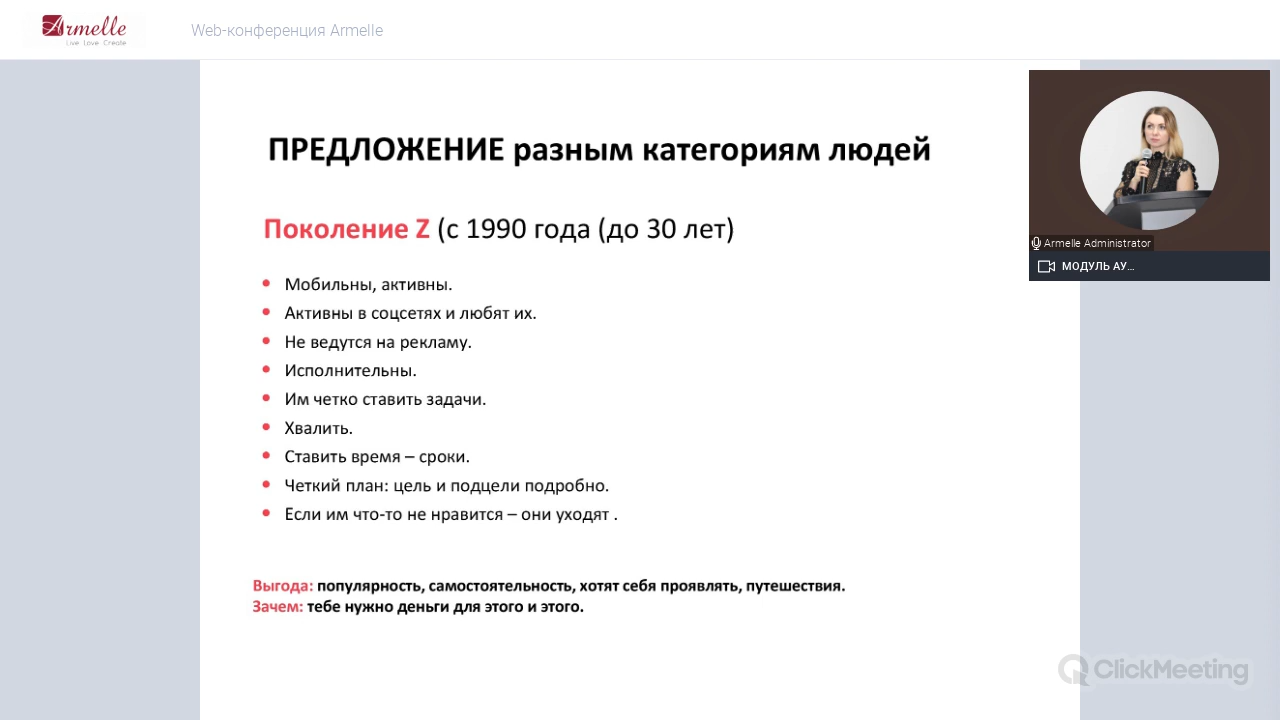 Armelle
Live Love Create
Web-конференция Armelle
ПРЕДЛОЖЕНИЕ разным категориям людей
Поколение Z (с 1990 года (до 30 лет)
Мобильны, активны.
Активны в соцсетях и любят их.
Не ведутся на рекламу.
Исполнительны.
Им четко ставить задачи.
Хвалить.
Ставить время – сроки.
Четкий план: цель и подцели подробно.
Если им что-то не нравится – они уходят .
Выгода: популярность, самостоятельность, хотят себя проявлять, путешествия.
Зачем: тебе нужно деньги для этого и этого.
Armelle Administrator
МОДУЛЬ АУ...
ClickMeeting